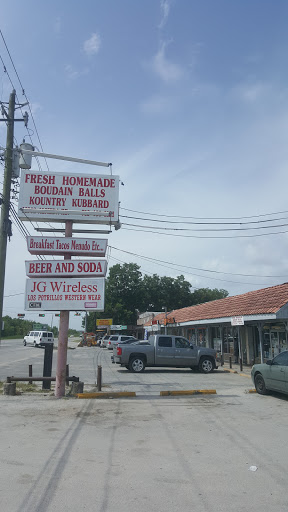 FRESH HOMEMADE
BOUDAIN BALLS
KOUNTRY KUBBARD
Breakfast Tacos Menudo Etc...
BEER AND SODA
JG Wireless
LOS POTRILLOS WESTERN WEAR